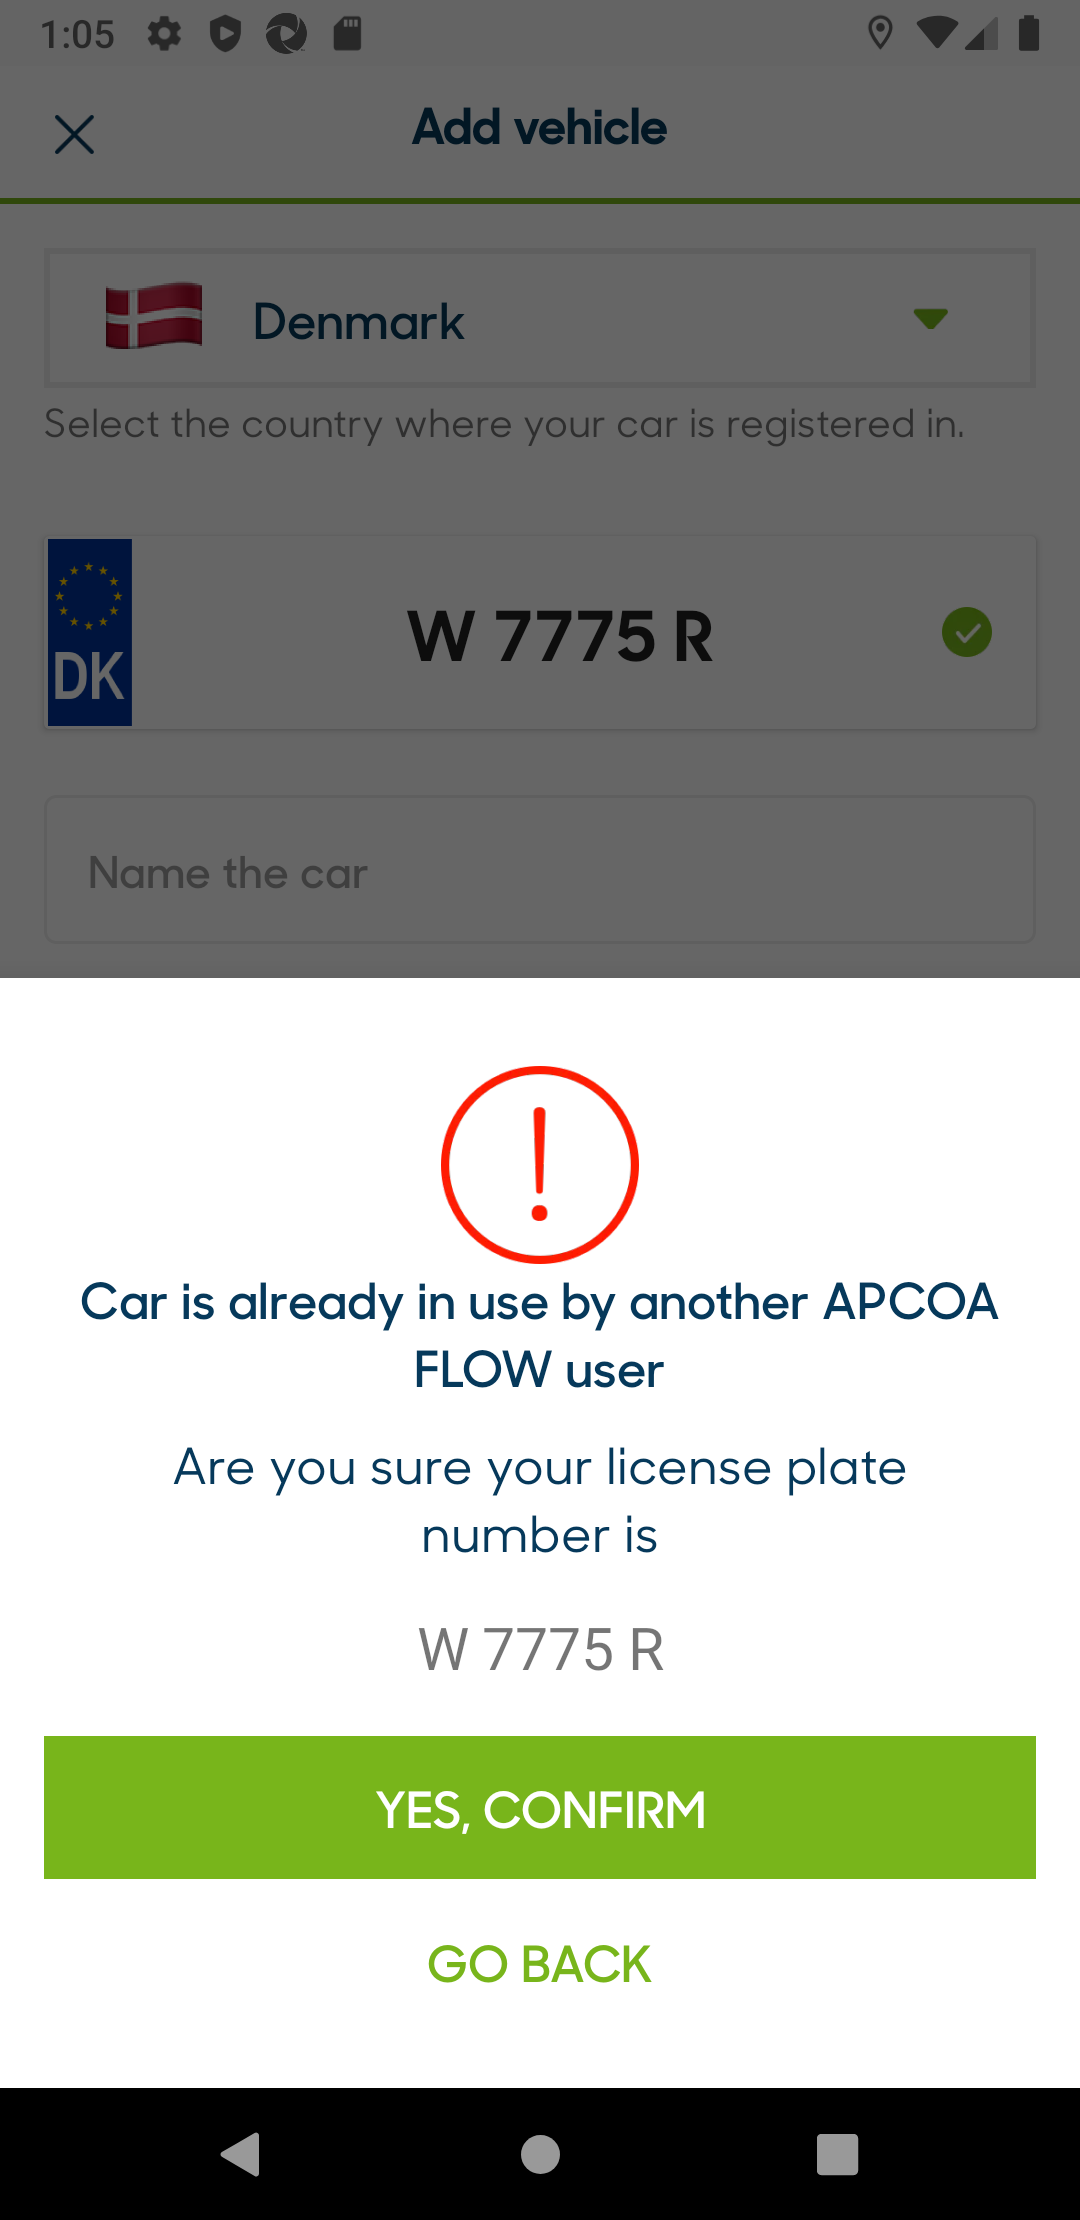 1:05
Add vehicle
Denmark
Select the country where your car is registered in.
DK
W 7775 R
Name the car
Car is already in use by another APCOA
FLOW user
Are you sure your license plate
number is
W 7775 R
YES, CONFIRM
GO BACK